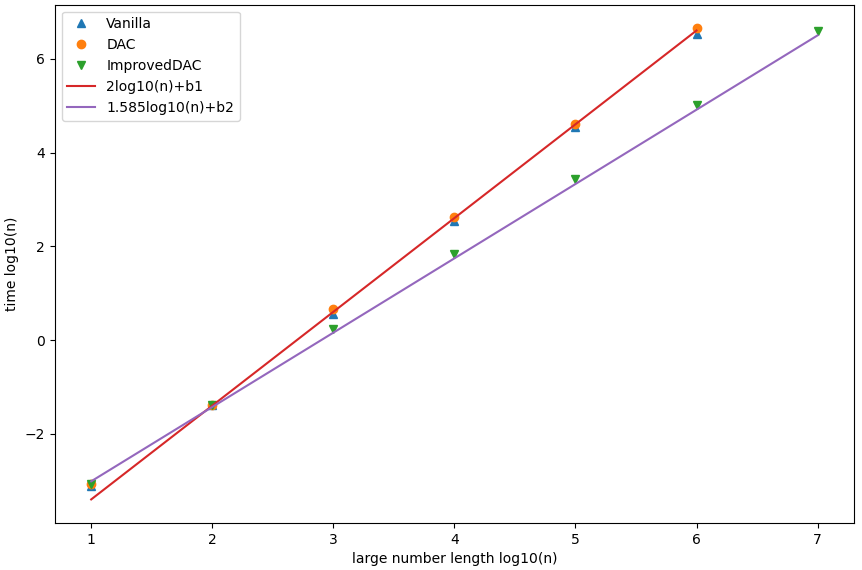 Vanilla
DAC
ImprovedDAC
2log10(n)+b1
1.585log10(n)+b2
6
4
2
0
−2
time log10(n)
1 2 3 4 5 6 7
large number length log10(n)